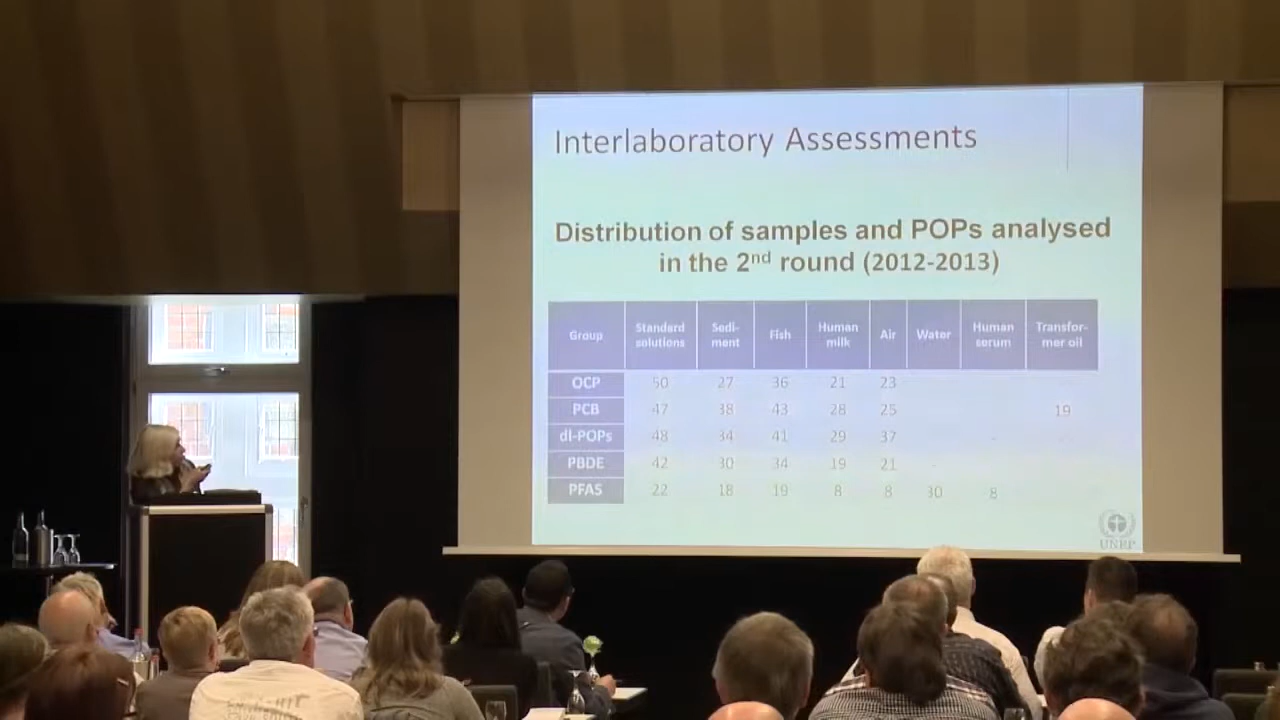 Interlaboratory Assessments
Distribution of samples and POPs analysed
in the 2nd round (2012-2013)
Group Standard solutions Sedi-ment Fish Human milk Air Water Human serum Transfor-mer oil
OCP 50 27 36 21 23
PCB 47 38 43 28 25 19
dl-POPs 48 34 41 29 37
PBDE 42 30 34 19 21
PFAS 22 18 19 8 8 30 8
UNEP